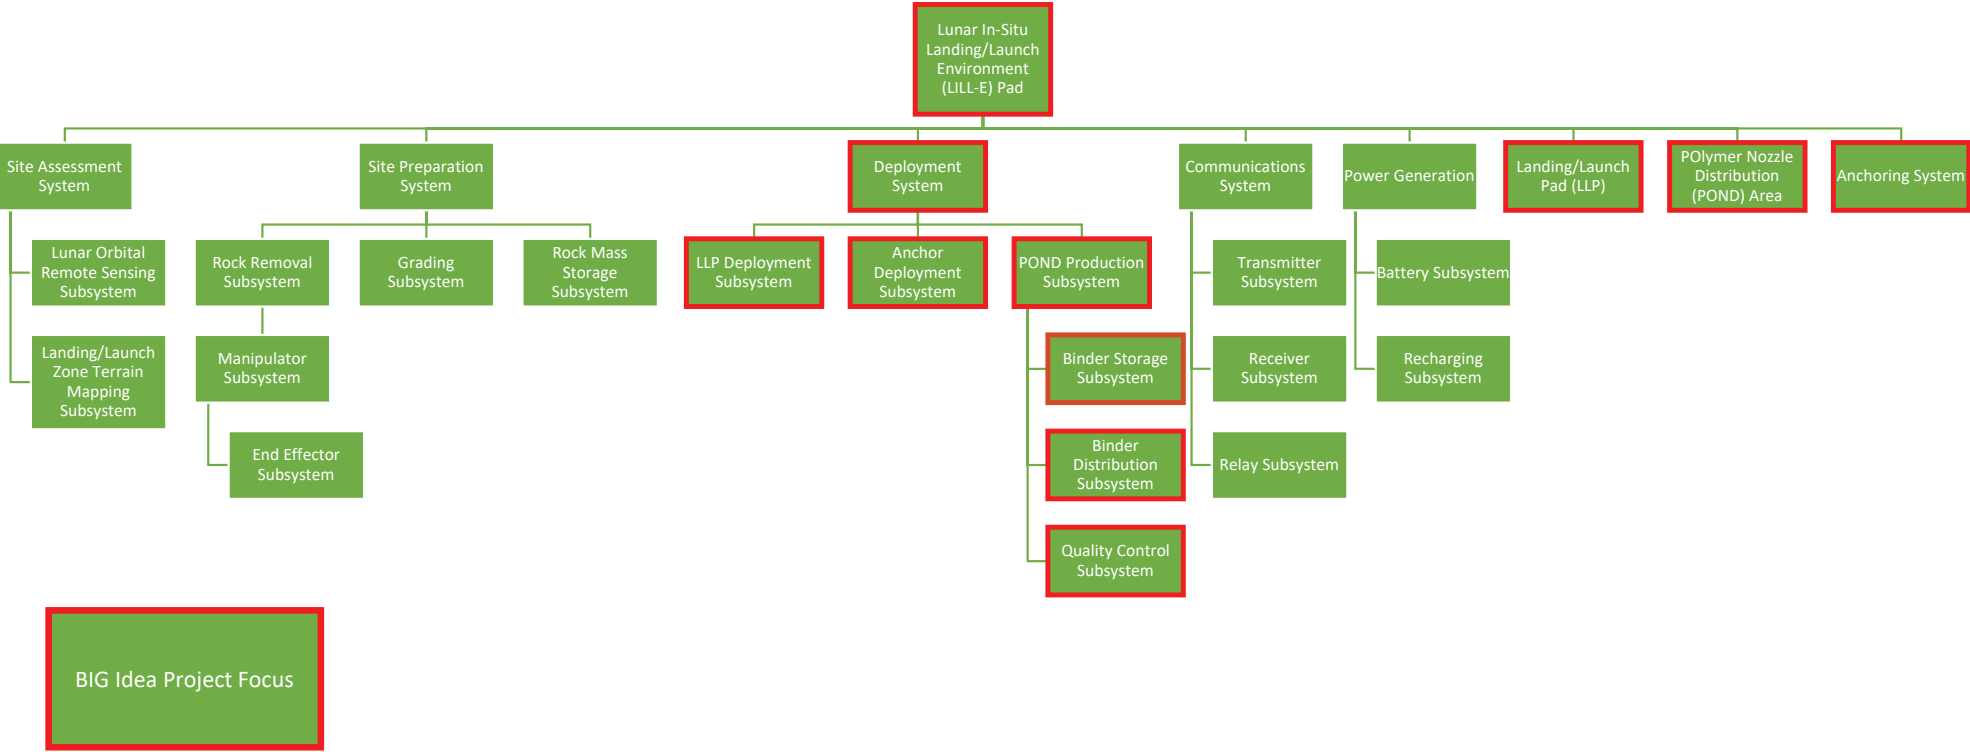 Lunar In-Situ
Landing/Launch
Environment
(LILL-E) Pad
Site Assessment
System
Site Preparation
System
Deployment
System
Communications
System
Power Generation
Landing/Launch
Pad (LLP)
POlymer Nozzle
Distribution
(POND) Area
Anchoring System
Lunar Orbital
Remote Sensing
Subsystem
Rock Removal
Subsystem
Grading
Subsystem
Rock Mass
Storage
Subsystem
LLP Deployment
Subsystem
Anchor
Deployment
Subsystem
POND Production
Subsystem
Transmitter
Subsystem
Battery Subsystem
Landing/Launch
Zone Terrain
Mapping
Subsystem
Manipulator
Subsystem
Binder Storage
Subsystem
Receiver
Subsystem
Recharging
Subsystem
End Effector
Subsystem
Binder
Distribution
Subsystem
Relay Subsystem
Quality Control
Subsystem
BIG Idea Project Focus